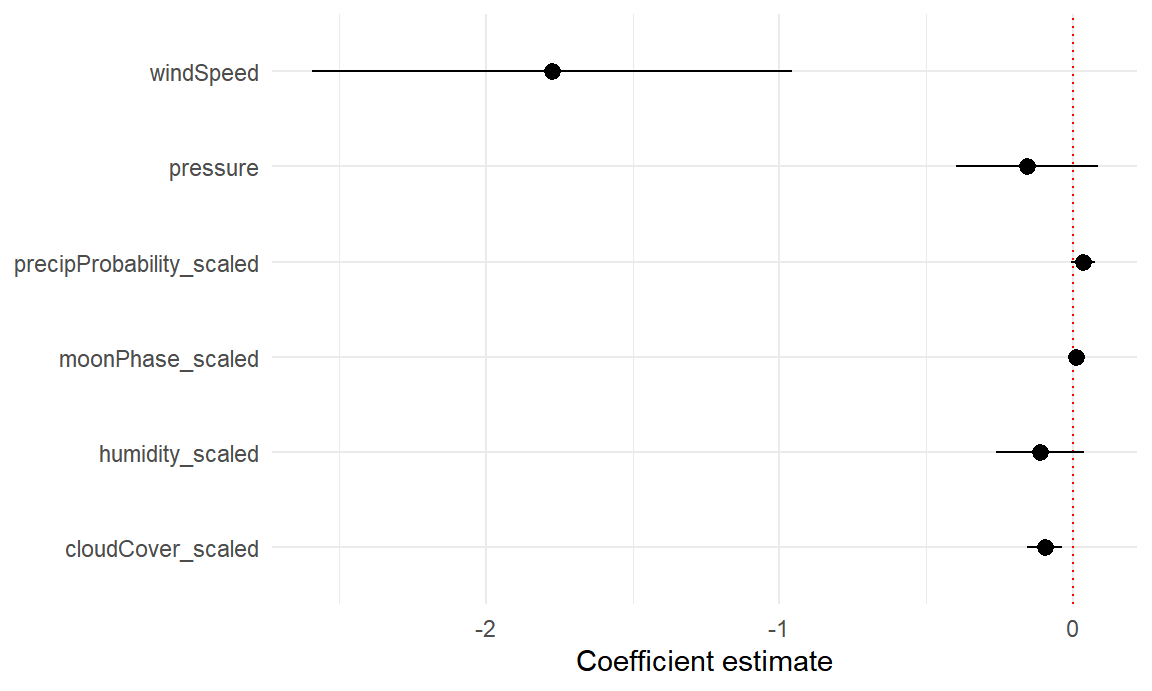 windSpeed
pressure
precipProbability_scaled
moonPhase_scaled
humidity_scaled
cloudCover_scaled
-2 -1 0
Coefficient estimate